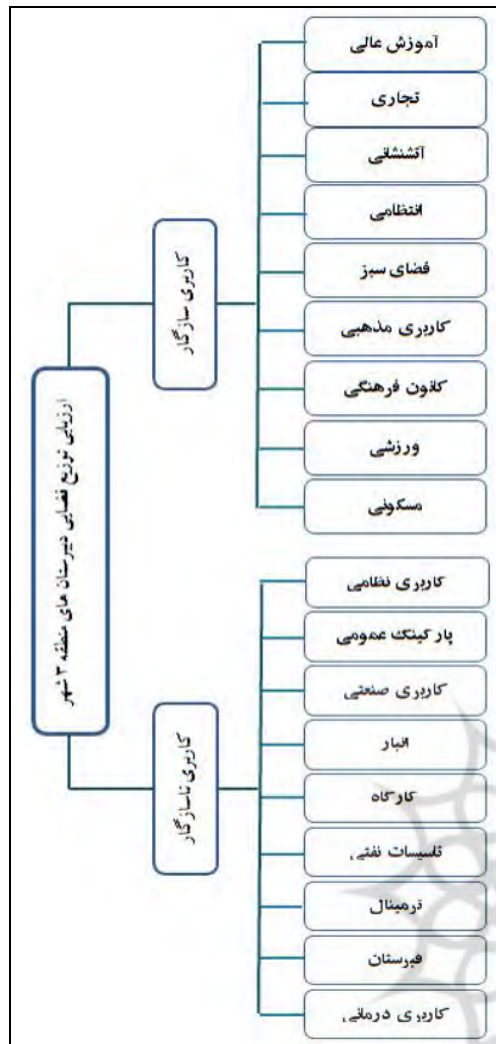 ارزیابی توزیع فضایی دبیرستان های منطقه ۳ شهر
کاربری سازگار
آموزش عالی
تجاری
آتشنشانی
انتظامی
فضای سبز
کاربری مذهبی
کانون فرهنگی
ورزشی
مسکونی
کاربری ناسازگار
کاربری نظامی
پارکینگ عمومی
کاربری صنعتی
انبار
کارگاه
تاسیسات نفتی
ترمینال
قبرستان
کاربری درمانی